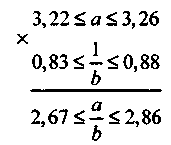 3,22 ≤ a ≤ 3,26
×
0,83 ≤ 1/b ≤ 0,88
2,67 ≤ a/b ≤ 2,86